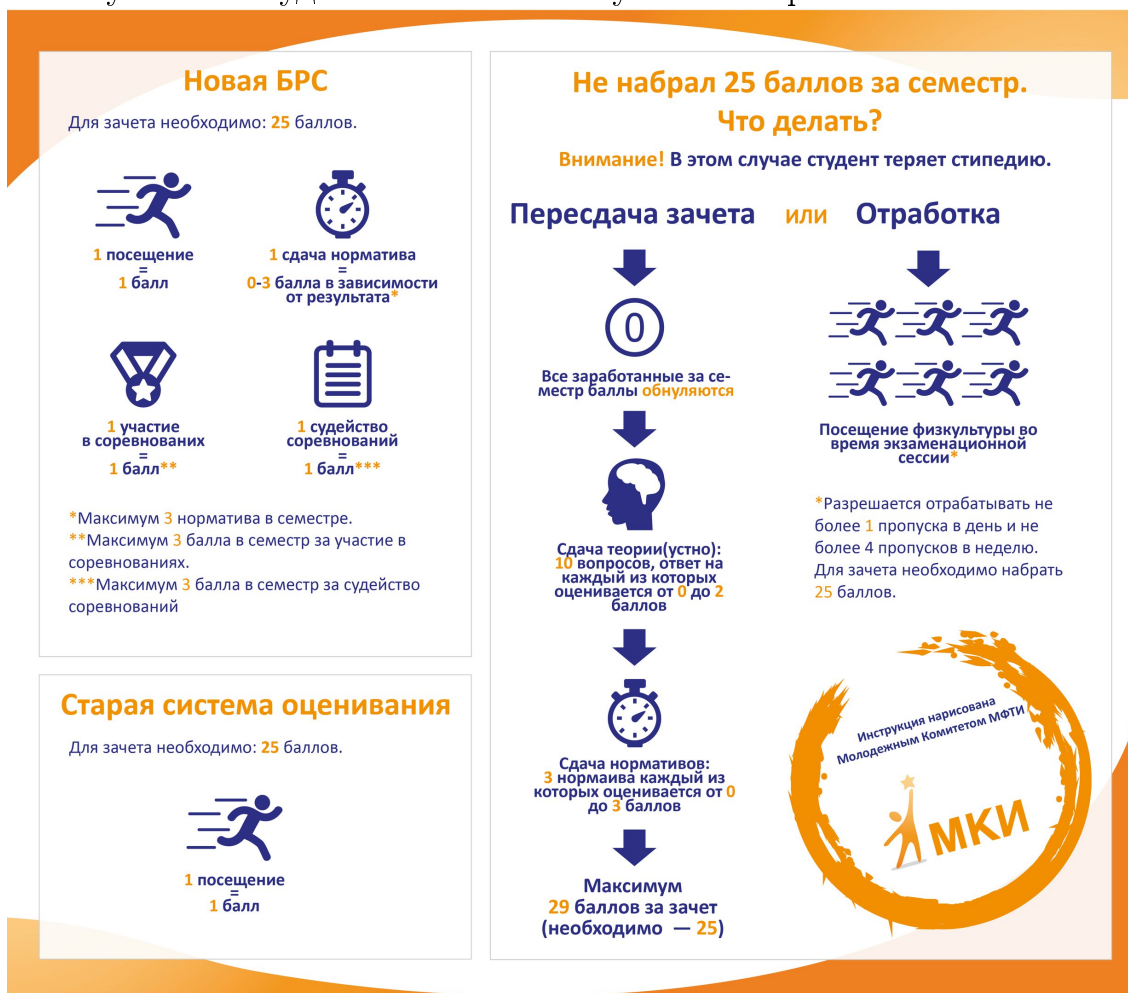 Новая БРС
Для зачета необходимо: 25 баллов.
1 посещение
=
1 балл
1 сдача норматива
=
0-3 балла в зависимости
от результата*
1 участие
в соревнованих
=
1 балл**
1 судейство
соревнований
=
1 балл***
*Максимум 3 норматива в семестре.
**Максимум 3 балла в семестр за участие в
соревнованиях.
***Максимум 3 балла в семестр за судейство
соревнований
Старая система оценивания
Для зачета необходимо: 25 баллов.
1 посещение
=
1 балл
Не набрал 25 баллов за семестр.
Что делать?
Внимание! В этом случае студент теряет стипедию.
Пересдача зачета или Отработка
0
Все заработанные за се-
местр баллы обнуляются
Сдача теории(устно):
10 вопросов, ответ на
каждый из которых
оценивается от 0 до 2
баллов
Сдача нормативов:
3 нормаива каждый из
которых оценивается от 0
до 3 баллов
Максимум
29 баллов за зачет
(необходимо — 25)
Посещение физкультуры во
время экзаменационной
сессии*
*Разрешается отрабатывать не
более 1 пропуска в день и не
более 4 пропусков в неделю.
Для зачета необходимо набрать
25 баллов.
Инструкция нарисована
Молодежным Комитетом МФТИ
МКИ